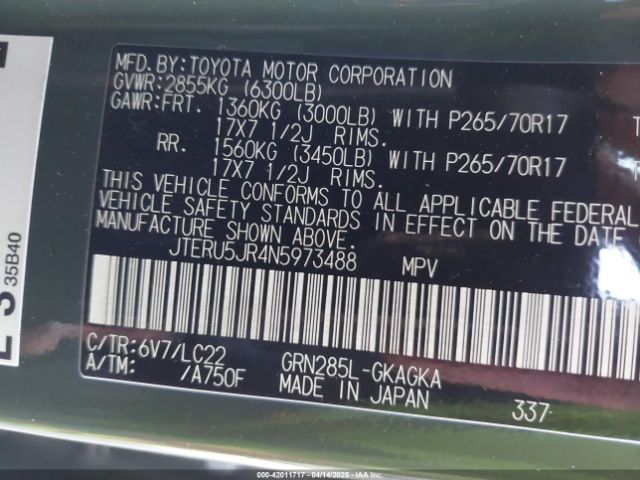 MFD.BY:TOYOTA MOTOR CORPORATION
GVWR:2855KG (6300LB)
GAWR:FRT. 1360KG (3000LB) WITH P265/70R17
17X7 1/2J RIMS.
RR. 1560KG (3450LB) WITH P265/70R17
17X7 1/2J RIMS.
THIS VEHICLE CONFORMS TO ALL APPLICABLE FEDERAL
VEHICLE SAFETY STANDARDS IN EFFECT ON THE DATE OF
MANUFACTURE SHOWN ABOVE.
JTERU5JR4N5973488 MPV
C/TR:6V7/LC22 GRN285L-GKAGKA
A/TM: /A750F MADE IN JAPAN
337
35B40
00-42011717 - 04/14/2025 - IAA Inc.